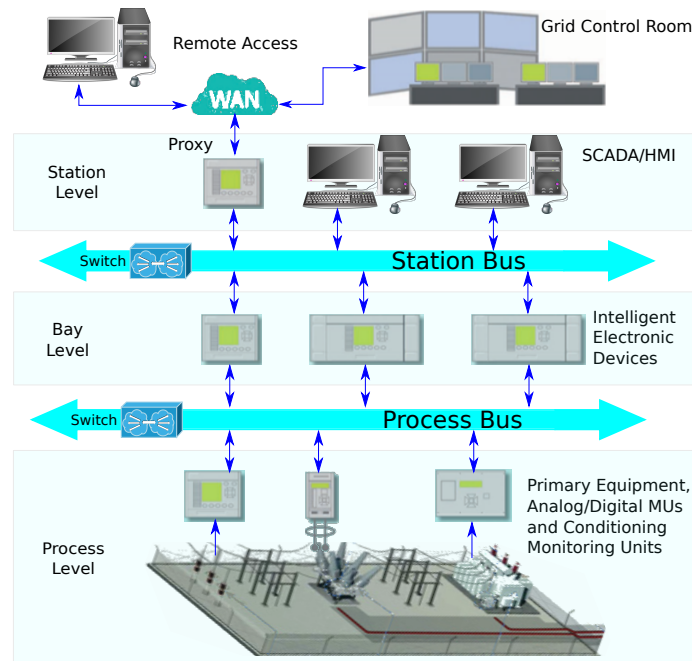 Remote Access
Grid Control Room
WAN
Proxy
SCADA/HMI
Station
Level
Switch
Station Bus
Bay
Level
Intelligent
Electronic
Devices
Switch
Process Bus
Primary Equipment,
Analog/Digital MUs
and Conditioning
Monitoring Units
Process
Level